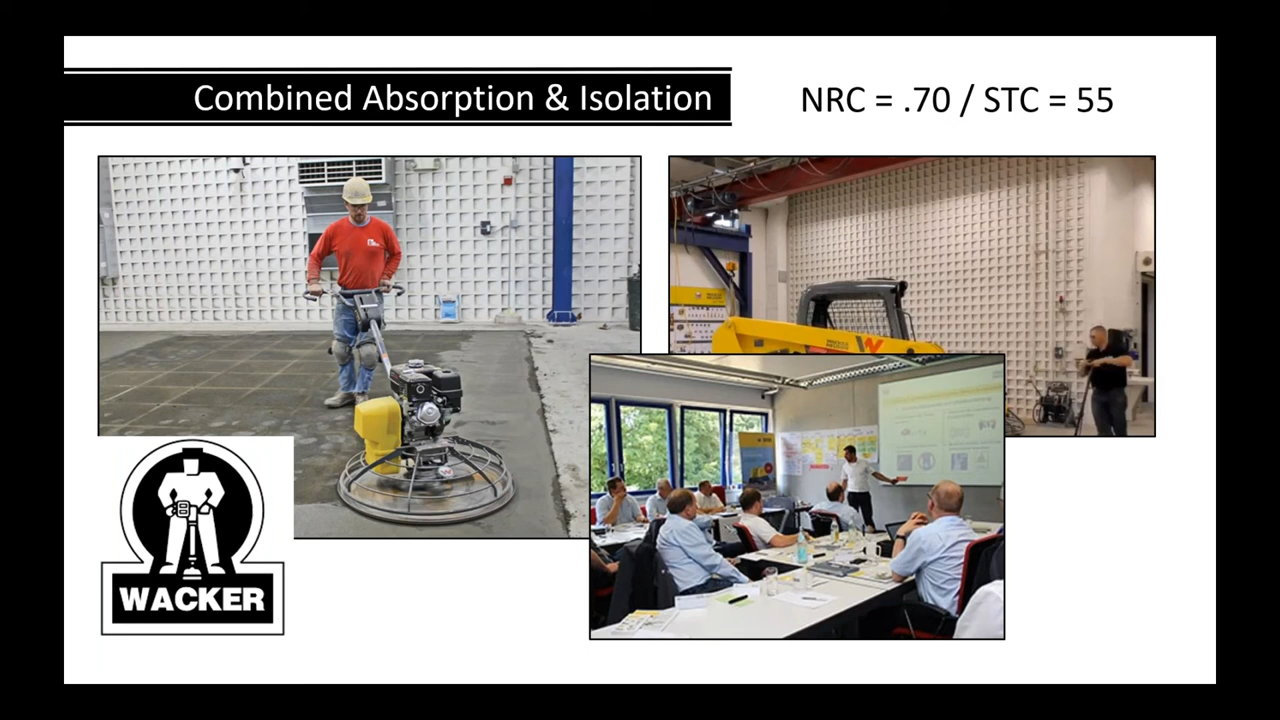 Combined Absorption & Isolation
NRC = .70 / STC = 55
WACKER